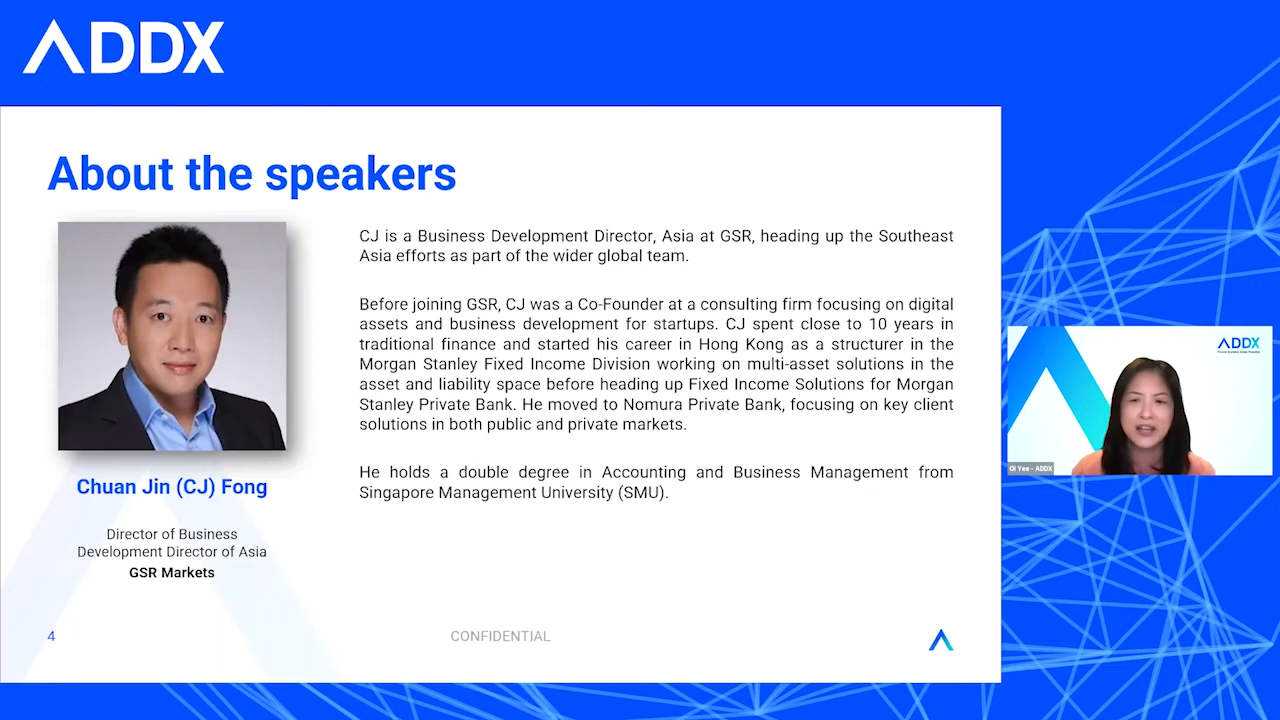 ADDX
About the speakers
CJ is a Business Development Director, Asia at GSR, heading up the Southeast
Asia efforts as part of the wider global team.
Before joining GSR, CJ was a Co-Founder at a consulting firm focusing on digital
assets and business development for startups. CJ spent close to 10 years in
traditional finance and started his career in Hong Kong as a structurer in the
Morgan Stanley Fixed Income Division working on multi-asset solutions in the
asset and liability space before heading up Fixed Income Solutions for Morgan
Stanley Private Bank. He moved to Nomura Private Bank, focusing on key client
solutions in both public and private markets.
He holds a double degree in Accounting and Business Management from
Singapore Management University (SMU).
Chuan Jin (CJ) Fong
Director of Business
Development Director of Asia
GSR Markets
4
CONFIDENTIAL
ADDX
Oi Yee - ADDX